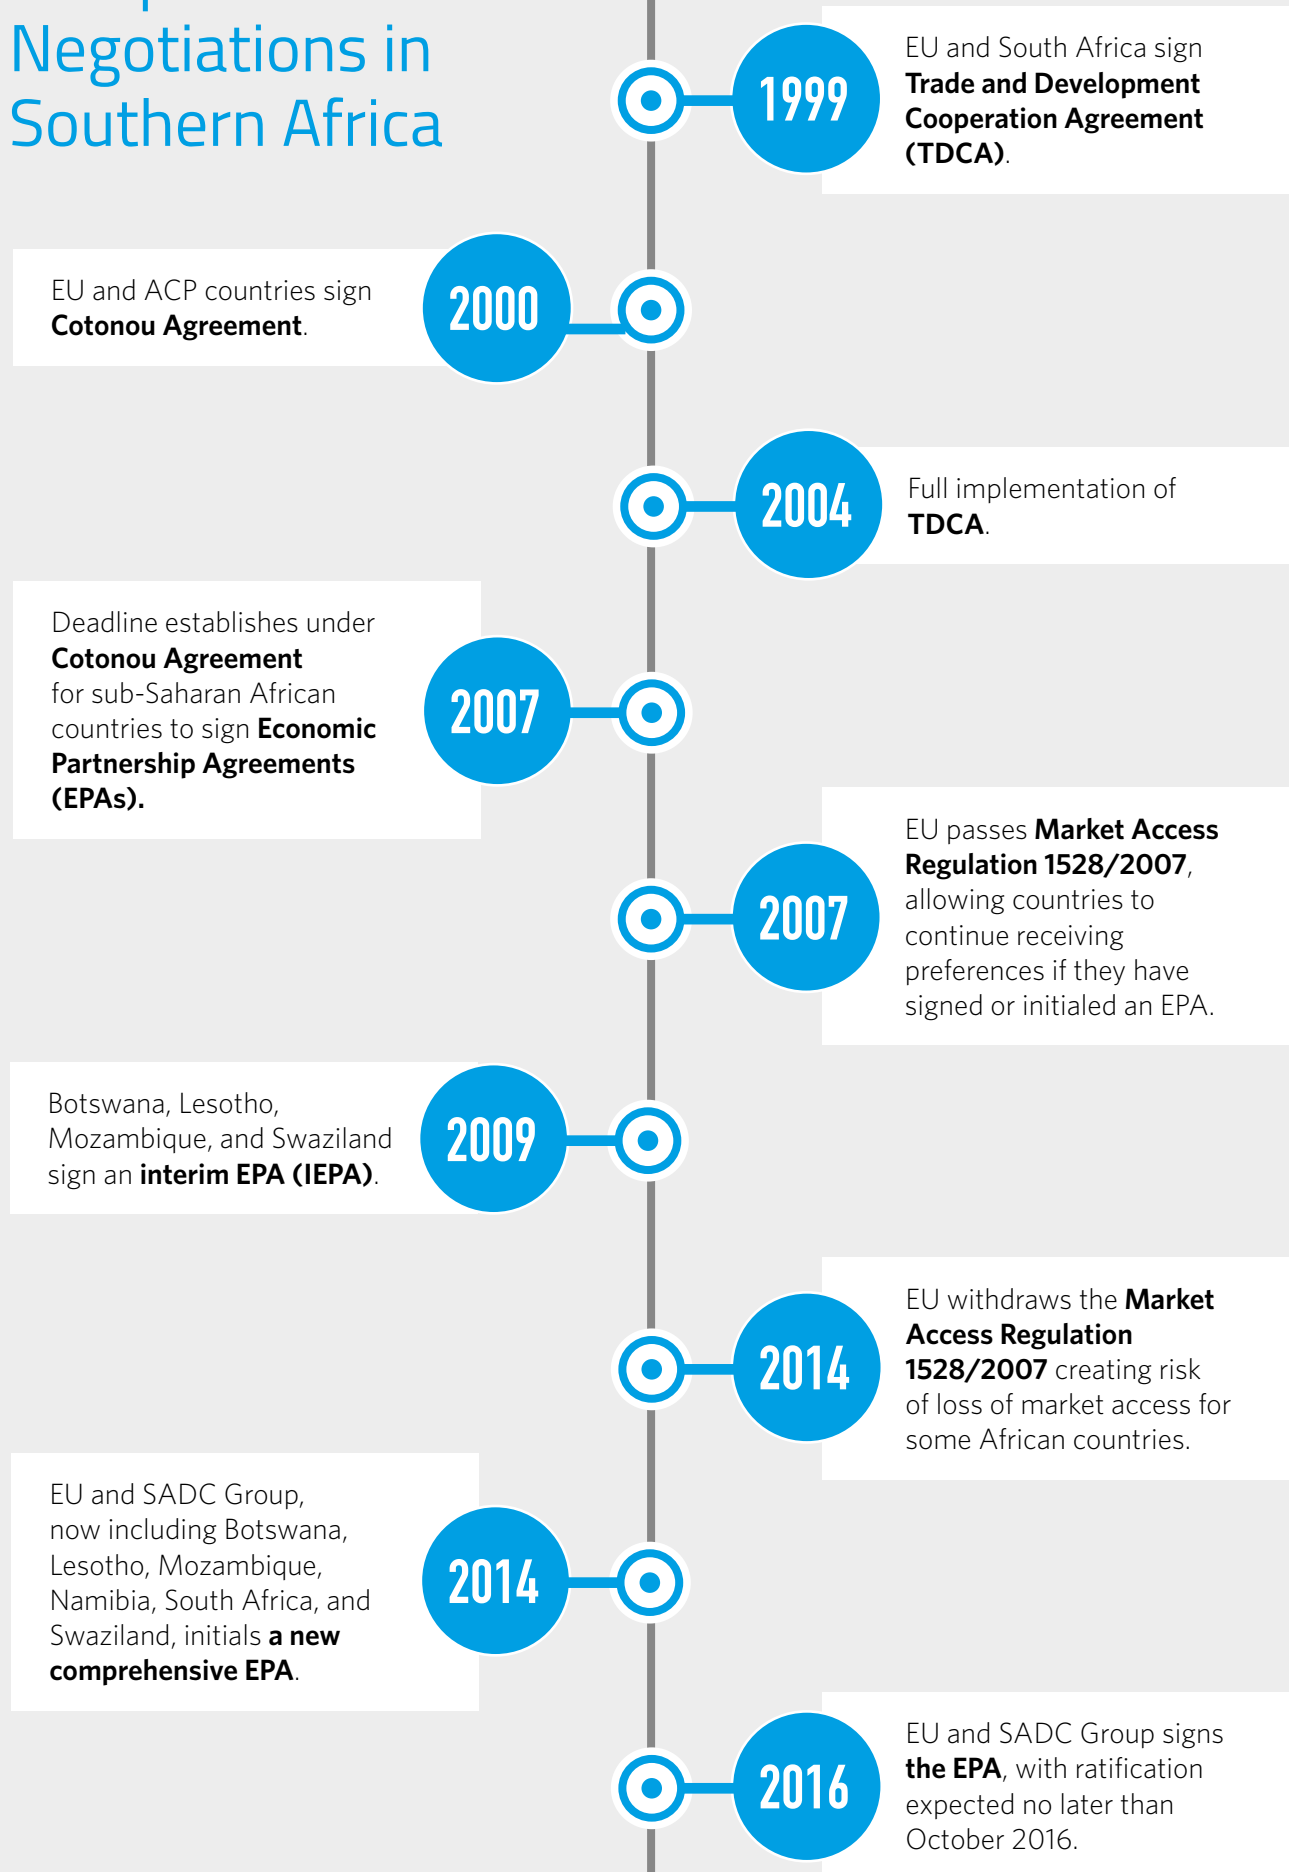 Negotiations in
Southern Africa
1999
EU and South Africa sign
Trade and Development
Cooperation Agreement
(TDCA).
2000
EU and ACP countries sign
Cotonou Agreement.
2004
Full implementation of
TDCA.
2007
Deadline establishes under
Cotonou Agreement
for sub-Saharan African
countries to sign Economic
Partnership Agreements
(EPAs).
2007
EU passes Market Access
Regulation 1528/2007,
allowing countries to
continue receiving
preferences if they have
signed or initialed an EPA.
2009
Botswana, Lesotho,
Mozambique, and Swaziland
sign an interim EPA (IEPA).
2014
EU withdraws the Market
Access Regulation
1528/2007 creating risk
of loss of market access for
some African countries.
2014
EU and SADC Group,
now including Botswana,
Lesotho, Mozambique,
Namibia, South Africa, and
Swaziland, initials a new
comprehensive EPA.
2016
EU and SADC Group signs
the EPA, with ratification
expected no later than
October 2016.